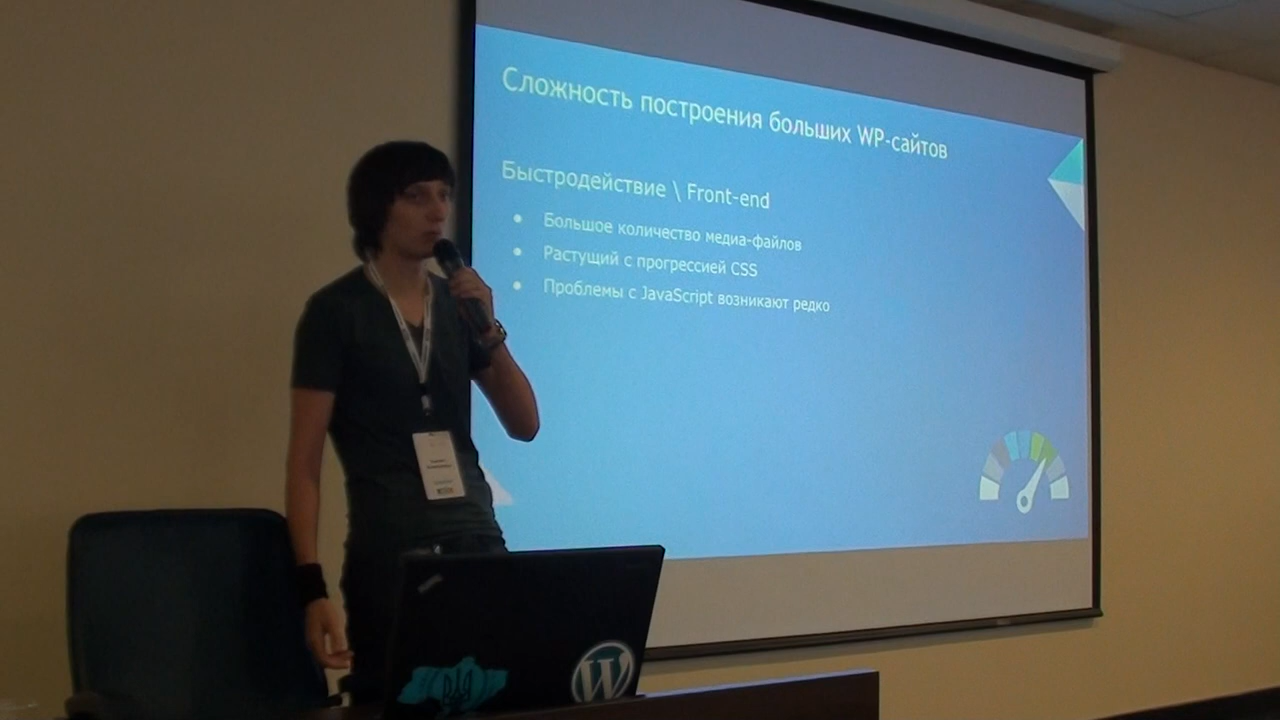 Сложность построения больших WP-сайтов
Быстродействие \ Front-end
Большое количество медиа-файлов
Растущий с прогрессией CSS
Проблемы с JavaScript возникают редко